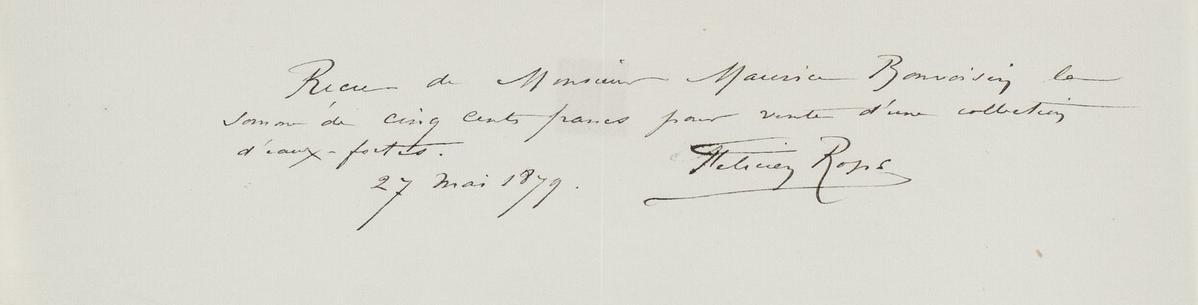 Recu de Monsieur Maurice Bonvoisin la
somme de cinq cents francs pour vente d'une collection
d'eaux-fortes.
Félicien Rops
27 mai 1879.